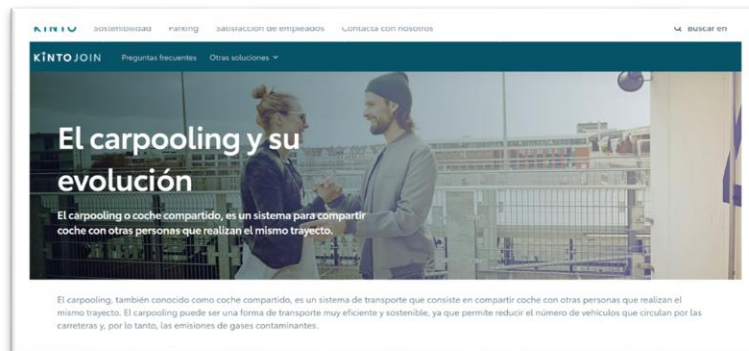 KINTO Sostenibilidad Parking Satisfacción de empleados Contacta con nosotros Buscar en
KINTO JOIN Preguntas frecuentes Otras soluciones
El carpooling y su
evolución
El carpooling o coche compartido, es un sistema para compartir
coche con otras personas que realizan el mismo trayecto.
El carpooling, también conocido como coche compartido, es un sistema de transporte que consiste en compartir coche con otras personas que realizan el
mismo trayecto. El carpooling puede ser una forma de transporte muy eficiente y sostenible, ya que permite reducir el número de vehículos que circulan por las
carreteras y, por lo tanto, las emisiones de gases contaminantes.